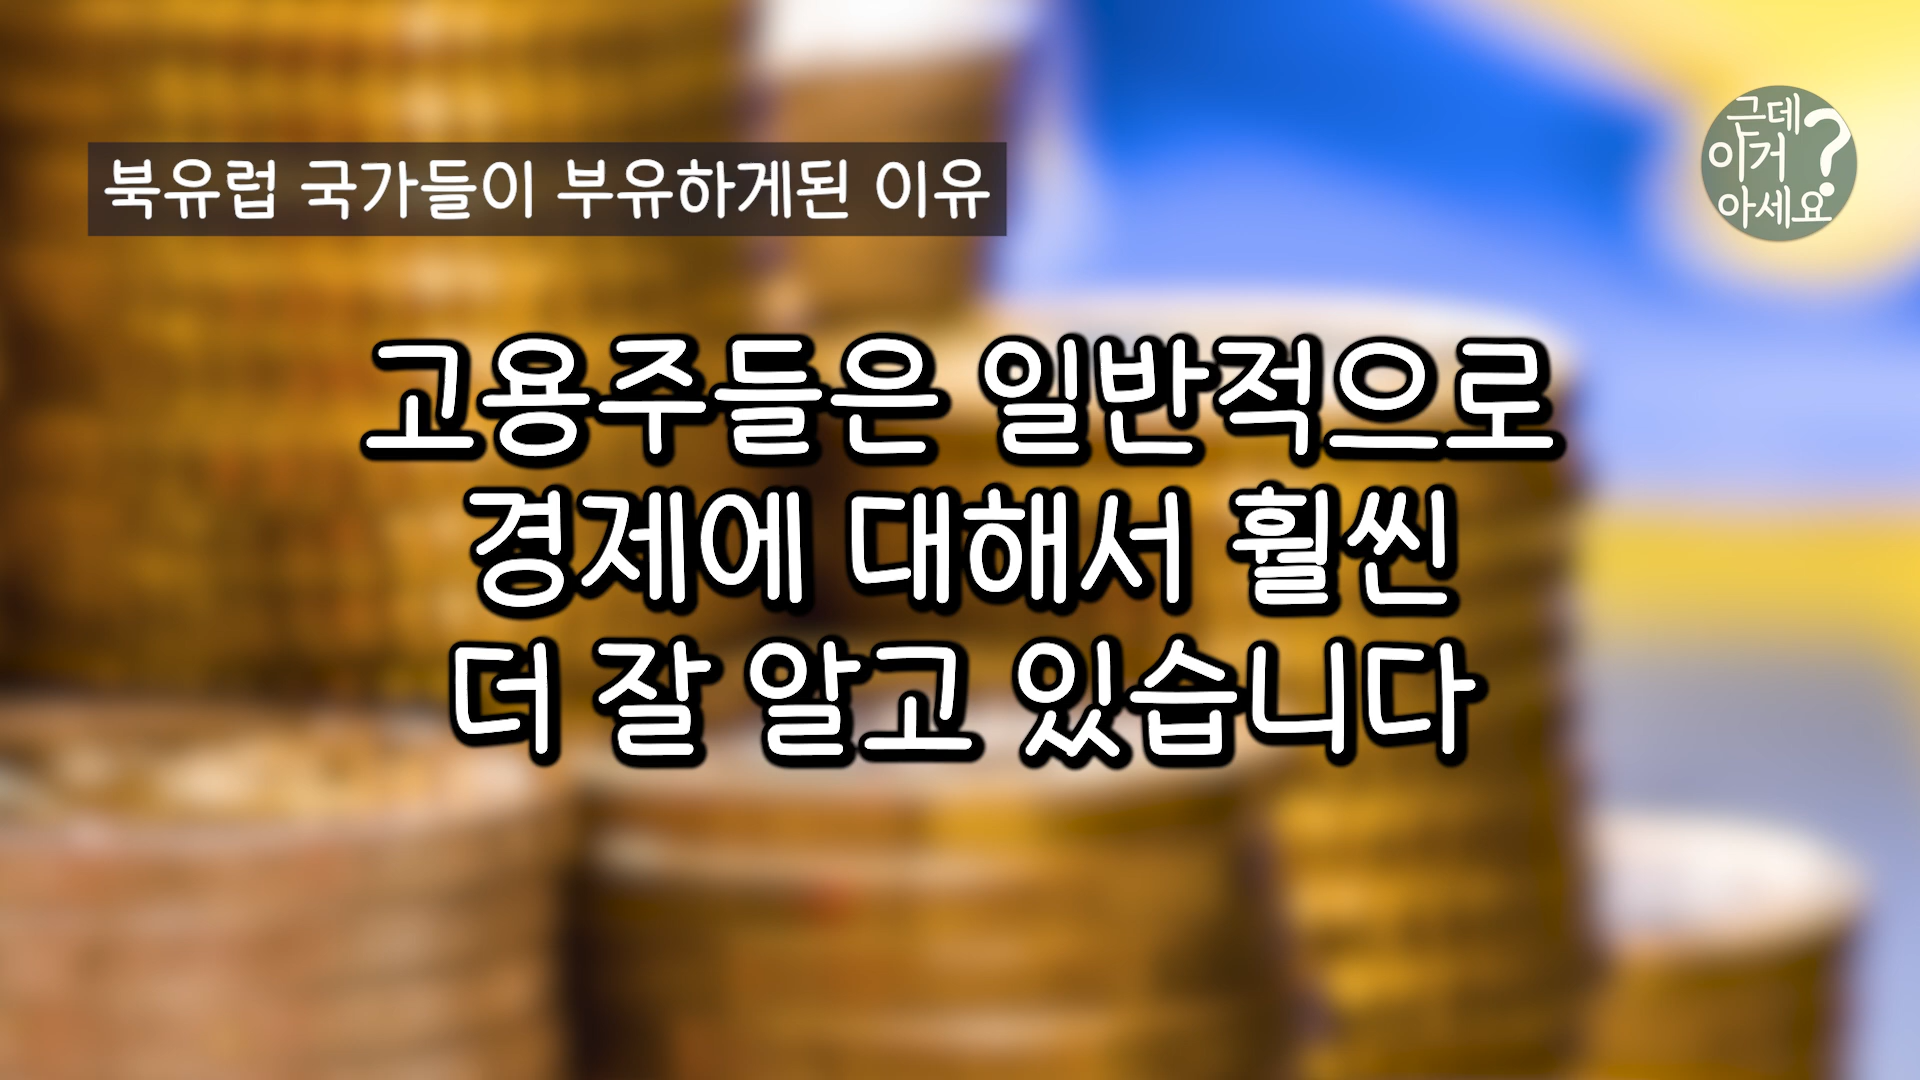 북유럽 국가들이 부유하게된 이유
근데
이거?
아세요
고용주들은 일반적으로
경제에 대해서 훨씬
더 잘 알고 있습니다